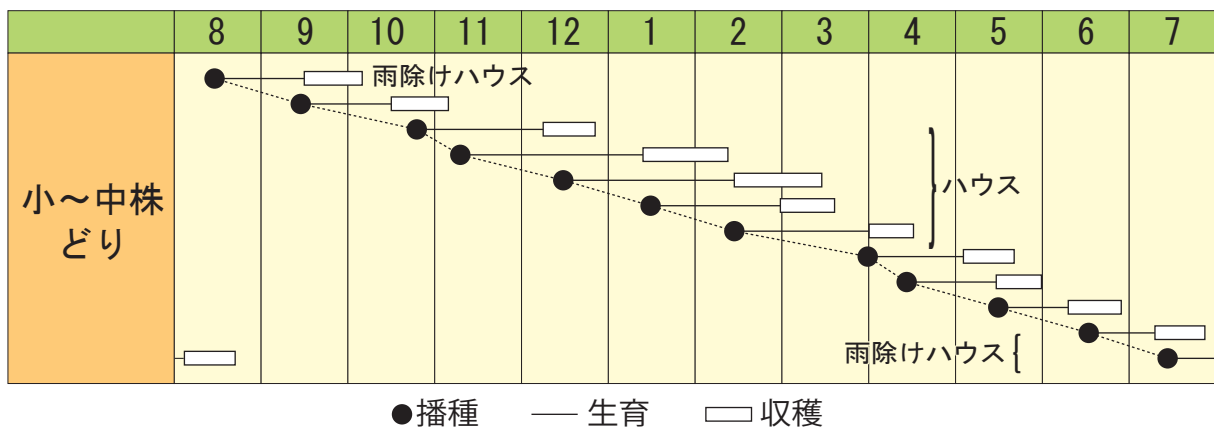 8 9 10 11 12 1 2 3 4 5 6 7
雨除けハウス
小～中株
どり
ハウス
雨除けハウス
●播種 ── 生育 □ 収穫